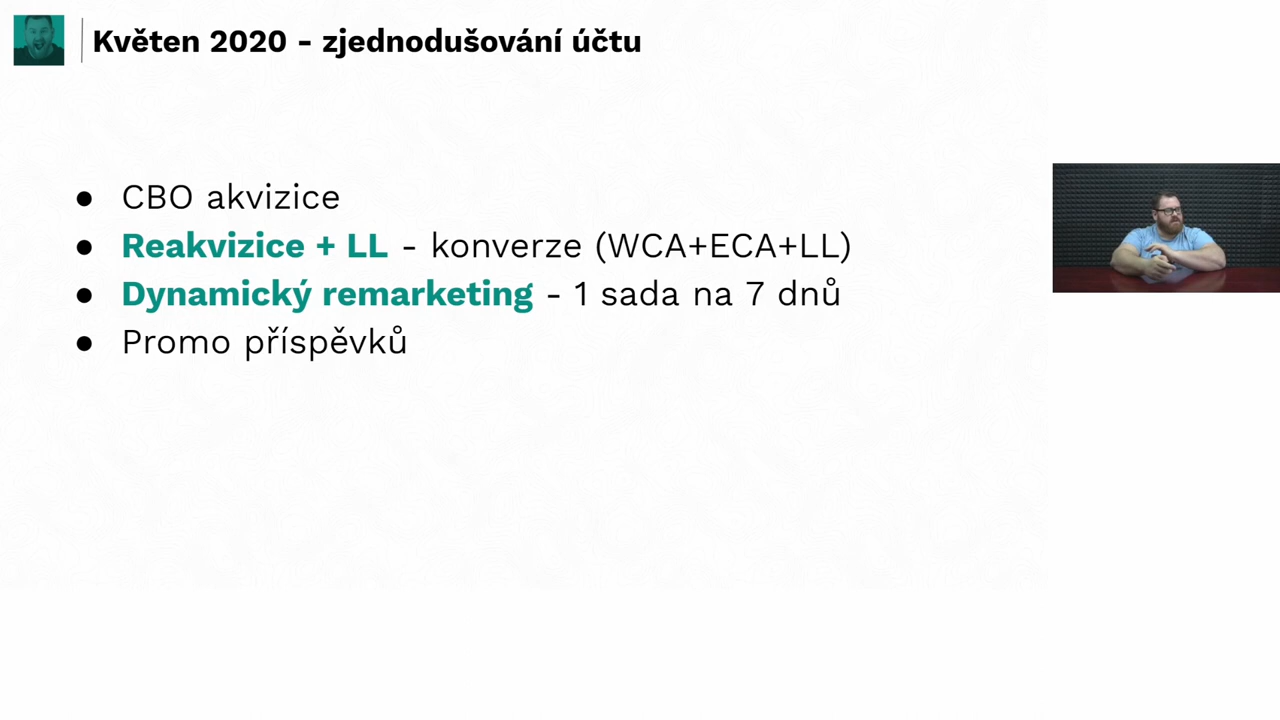 Květen 2020 - zjednodušování účtu
● CBO akvizice
● Reakvizice + LL - konverze (WCA+ECA+LL)
● Dynamický remarketing - 1 sada na 7 dnů
● Promo příspěvků